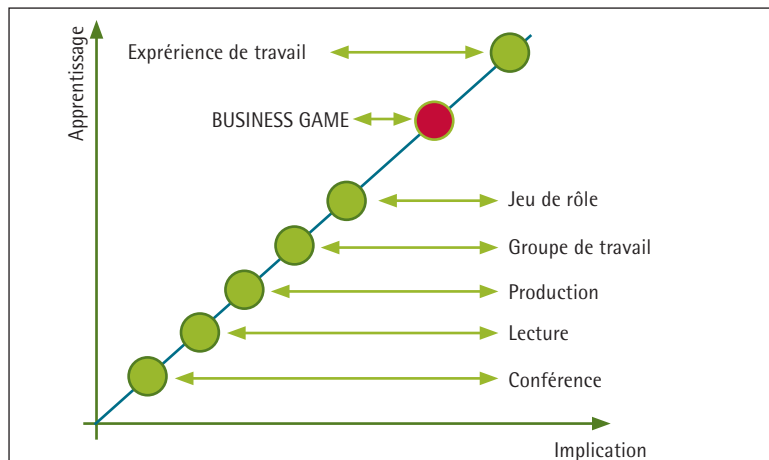 Apprentissage
Exprérience de travail
BUSINESS GAME
Jeu de rôle
Groupe de travail
Production
Lecture
Conférence
Implication